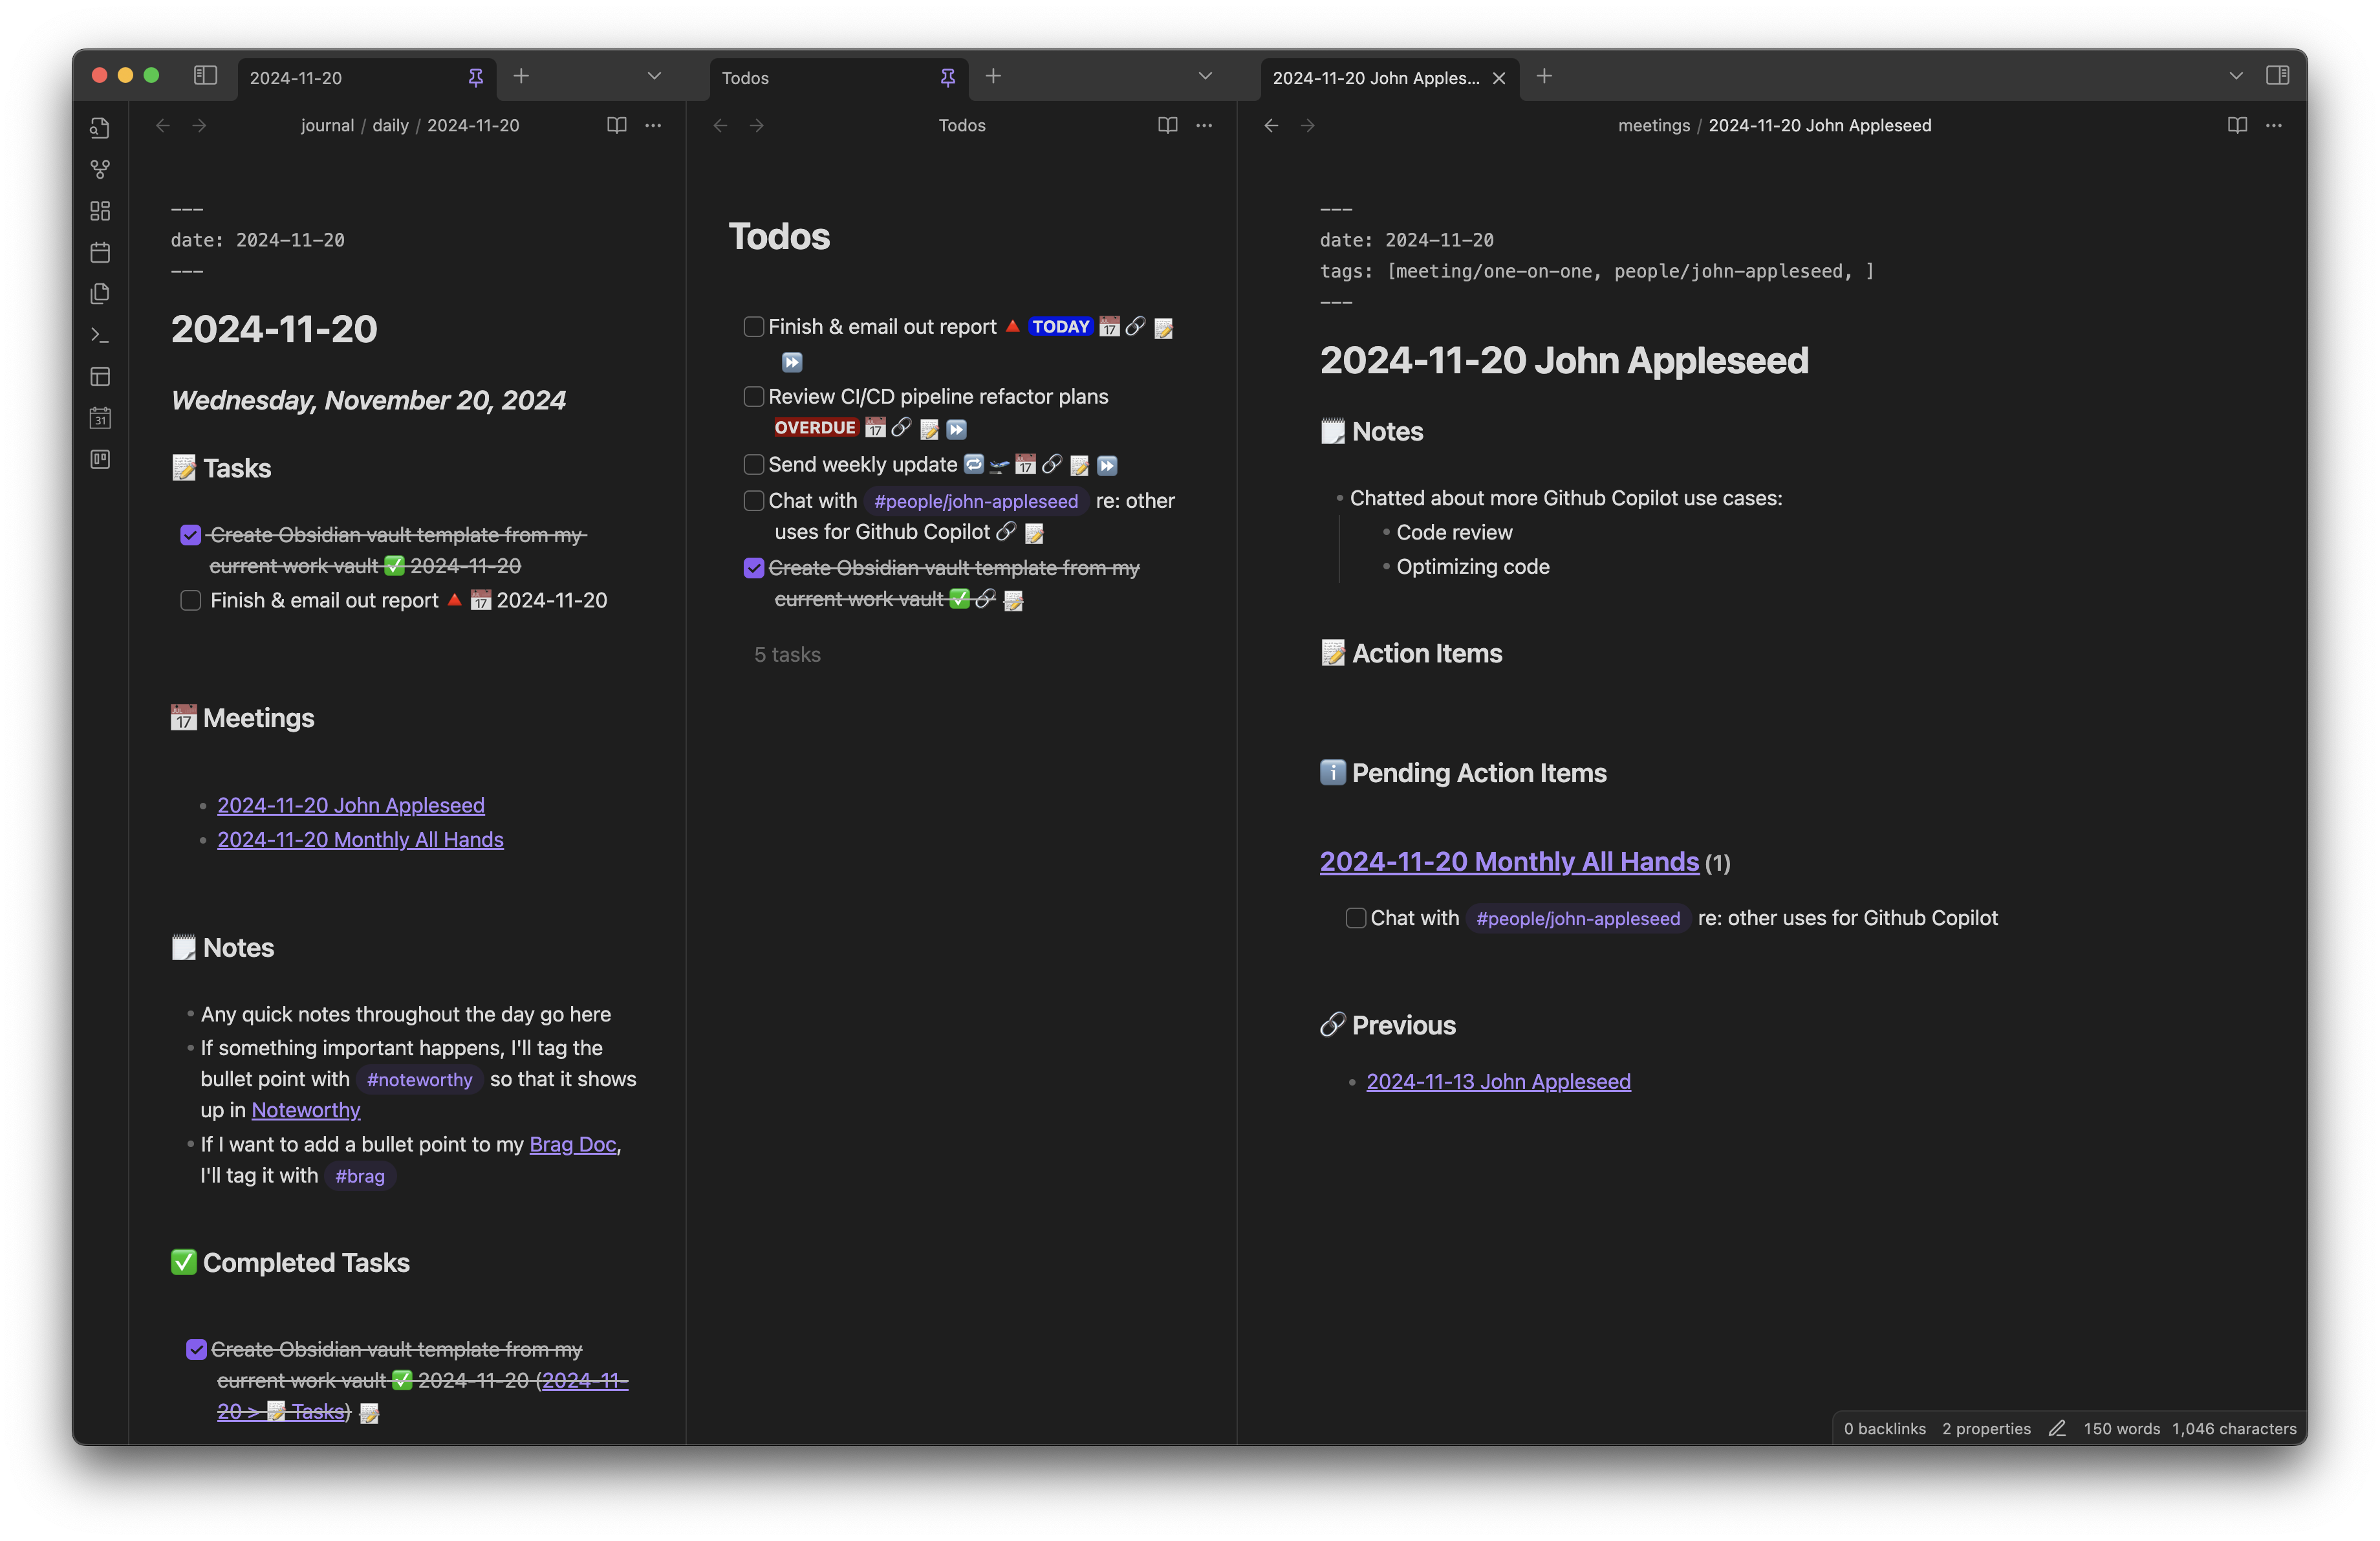 2024-11-20
Todos
2024-11-20 John Apples...
journal / daily / 2024-11-20
---
date: 2024-11-20
---
2024-11-20
Wednesday, November 20, 2024
📝 Tasks
Create Obsidian vault template from my
current work vault ✅ 2024-11-20
Finish & email out report 🔺 📅 2024-11-20
📅 Meetings
2024-11-20 John Appleseed
2024-11-20 Monthly All Hands
🗒️ Notes
Any quick notes throughout the day go here
If something important happens, I'll tag the
bullet point with #noteworthy so that it shows
up in Noteworthy
If I want to add a bullet point to my Brag Doc,
I'll tag it with #brag
✅ Completed Tasks
Create Obsidian vault template from my
current work vault ✅ 2024-11-20 (2024-11-
20 > 📝 Tasks) 📝
Todos
Todos
Finish & email out report 🔺 TODAY 📅 🔗 📝
⏩
Review CI/CD pipeline refactor plans
OVERDUE 📅 🔗 📝 ⏩
Send weekly update 🔁 🛫 📅 🔗 📝 ⏩
Chat with #people/john-appleseed re: other
uses for Github Copilot 🔗 📝
Create Obsidian vault template from my
current work vault ✅ 🔗 📝
5 tasks
meetings / 2024-11-20 John Appleseed
---
date: 2024-11-20
tags: [meeting/one-on-one, people/john-appleseed, ]
---
2024-11-20 John Appleseed
🗒️ Notes
Chatted about more Github Copilot use cases:
Code review
Optimizing code
📝 Action Items
ℹ️ Pending Action Items
2024-11-20 Monthly All Hands (1)
Chat with #people/john-appleseed re: other uses for Github Copilot
🔗 Previous
2024-11-13 John Appleseed
0 backlinks 2 properties 150 words 1,046 characters